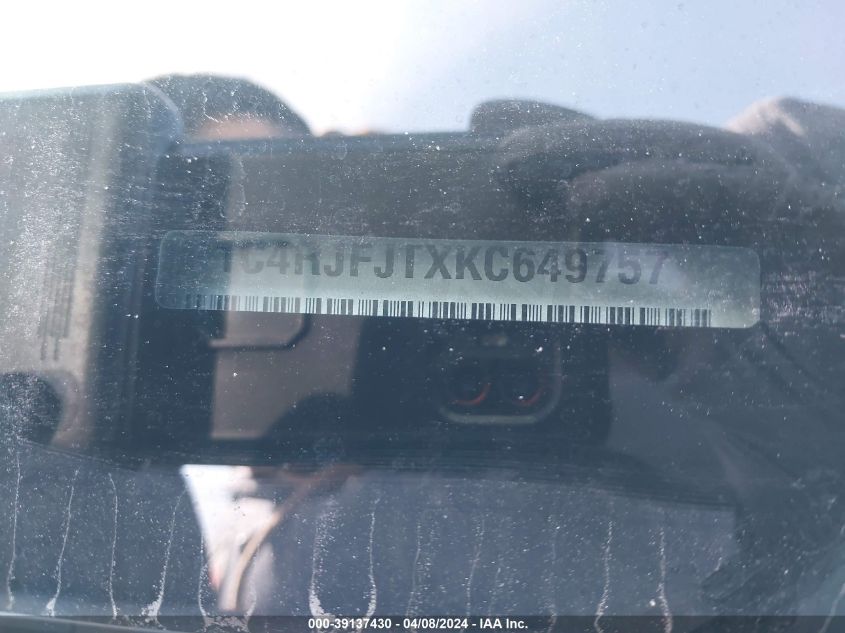 1C4RJFJTXKC649757
000-39137430 - 04/08/2024 - IAA Inc.